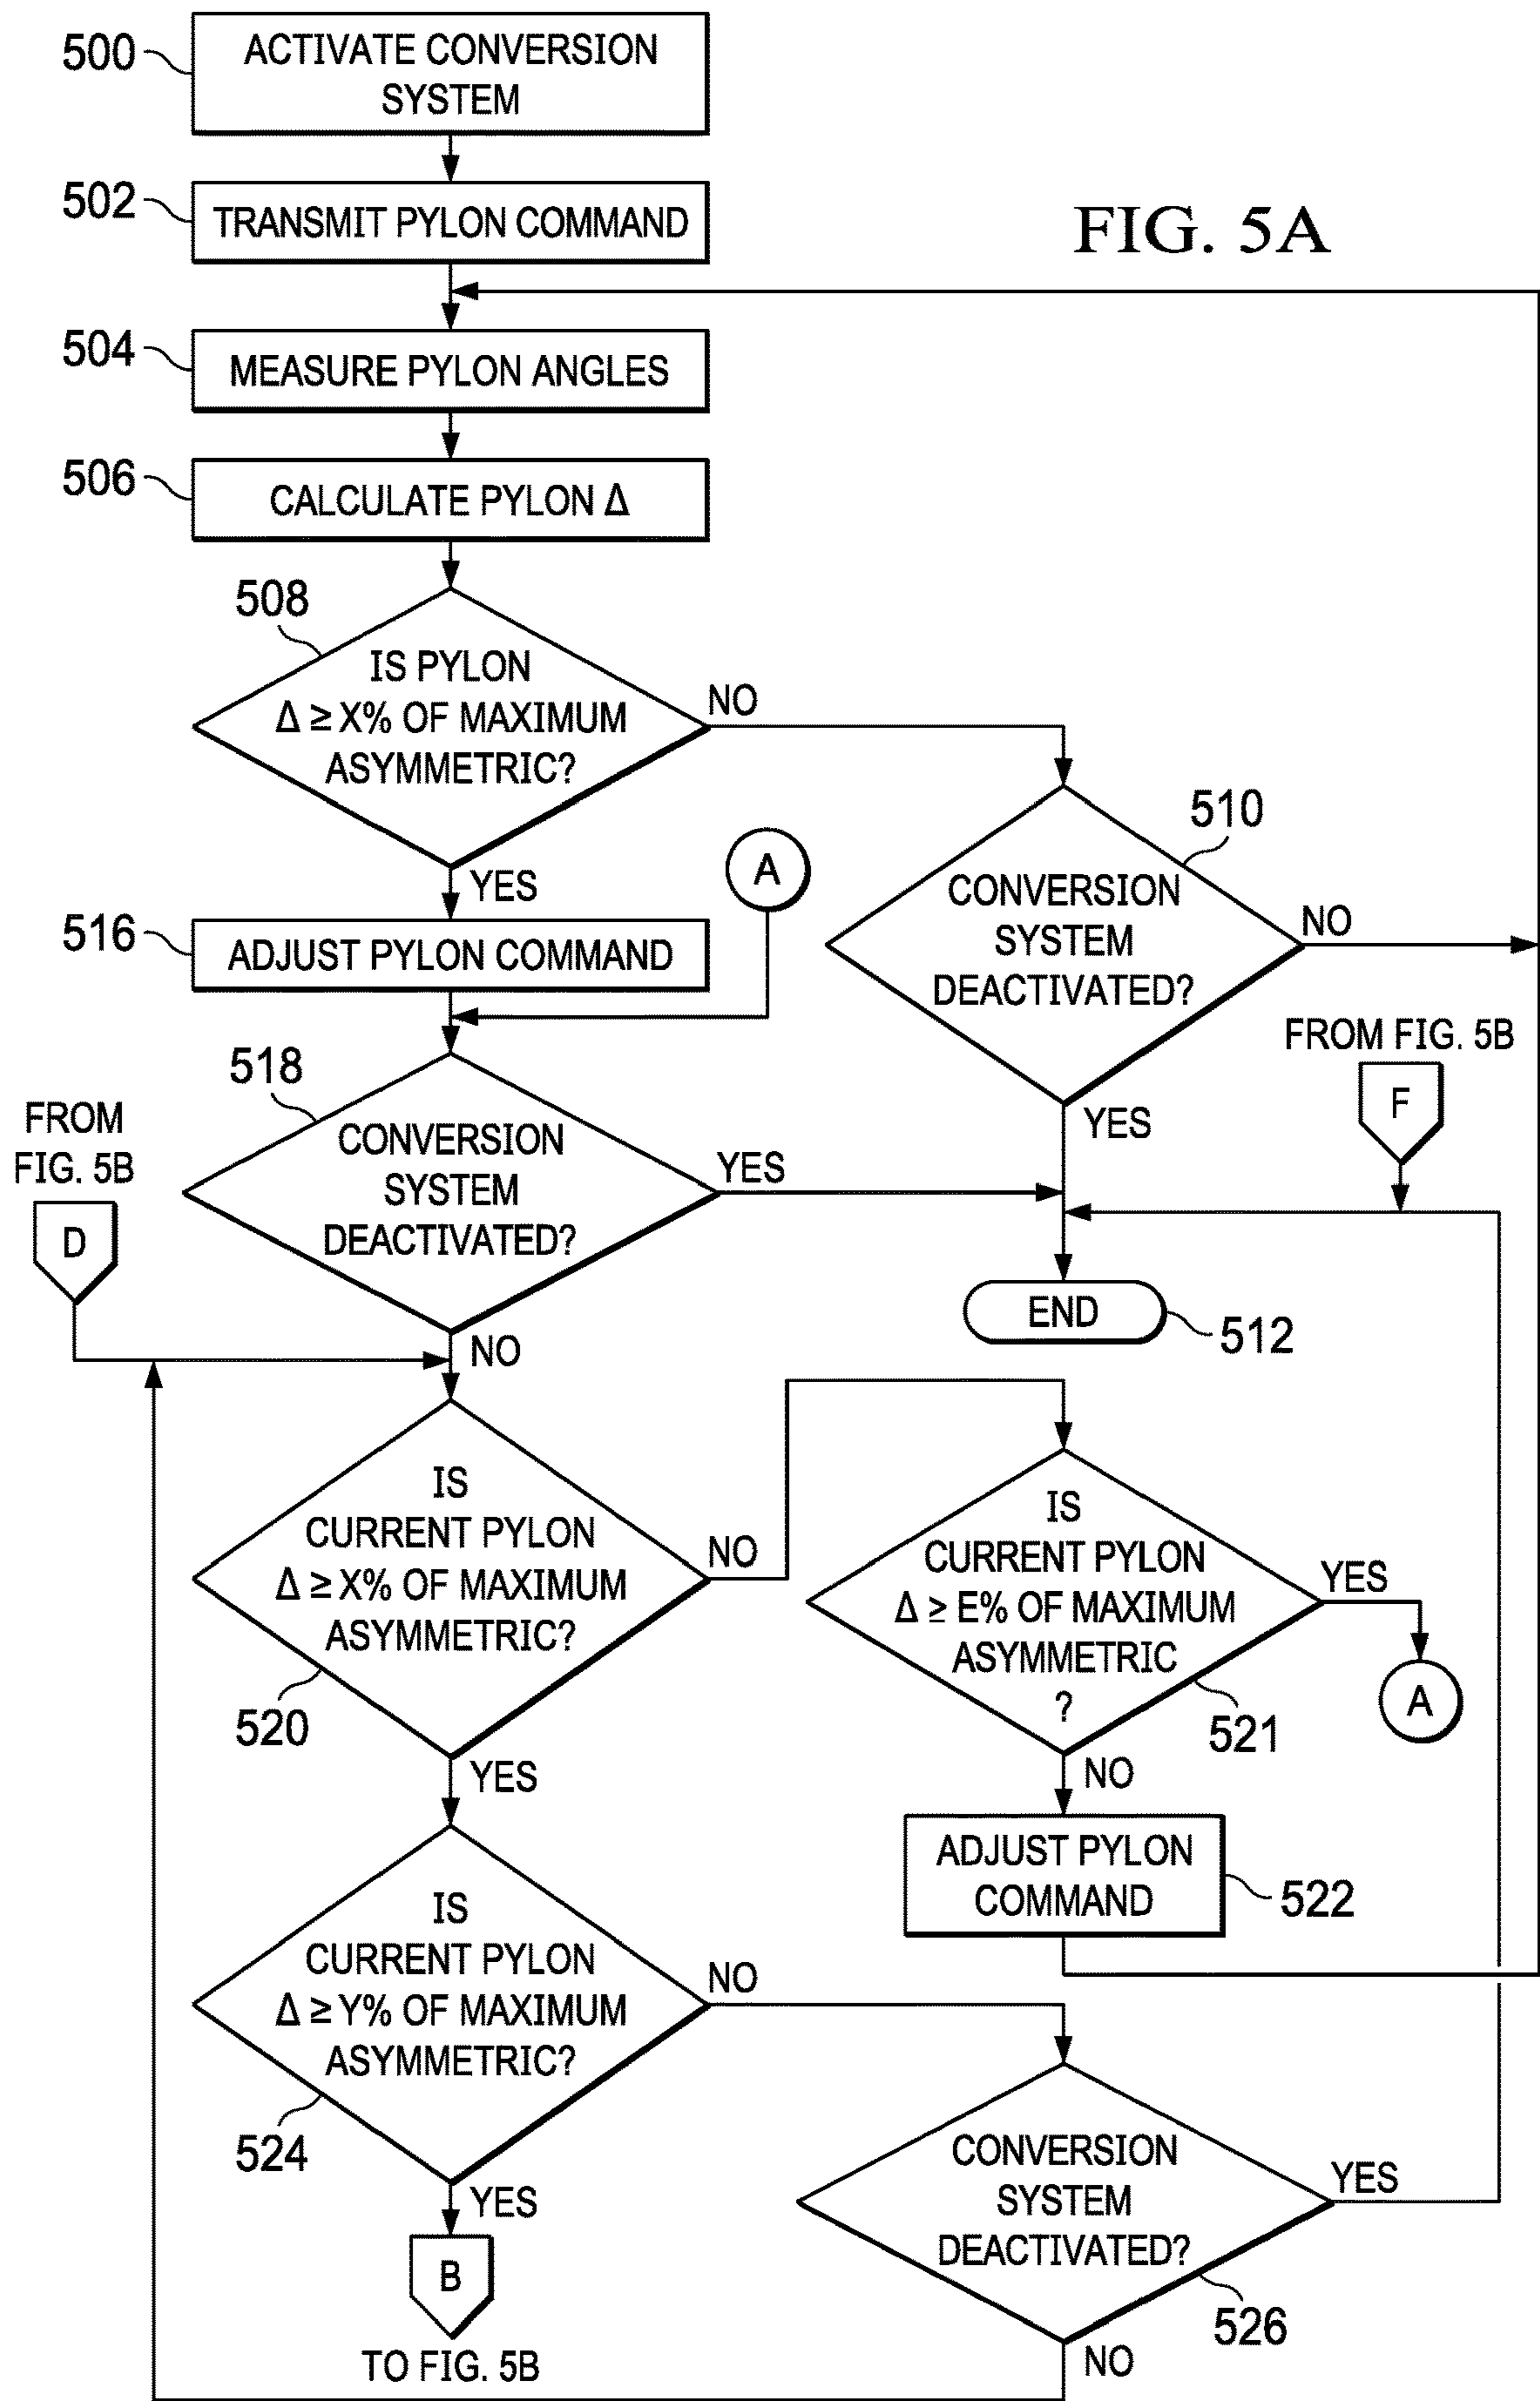 FIG. 5A
500
ACTIVATE CONVERSION
SYSTEM
502
TRANSMIT PYLON COMMAND
504
MEASURE PYLON ANGLES
506
CALCULATE PYLON Δ
508
IS PYLON
Δ ≥ X% OF MAXIMUM
ASYMMETRIC?
NO
YES
510
CONVERSION
SYSTEM
DEACTIVATED?
NO
YES
A
516
ADJUST PYLON COMMAND
518
CONVERSION
SYSTEM
DEACTIVATED?
YES
NO
FROM FIG. 5B
F
FROM
FIG. 5B
D
END
512
IS
CURRENT PYLON
Δ ≥ X% OF MAXIMUM
ASYMMETRIC?
520
NO
YES
IS
CURRENT PYLON
Δ ≥ E% OF MAXIMUM
ASYMMETRIC
?
521
YES
A
NO
ADJUST PYLON
COMMAND
522
IS
CURRENT PYLON
Δ ≥ Y% OF MAXIMUM
ASYMMETRIC?
524
NO
YES
B
TO FIG. 5B
CONVERSION
SYSTEM
DEACTIVATED?
526
YES
NO